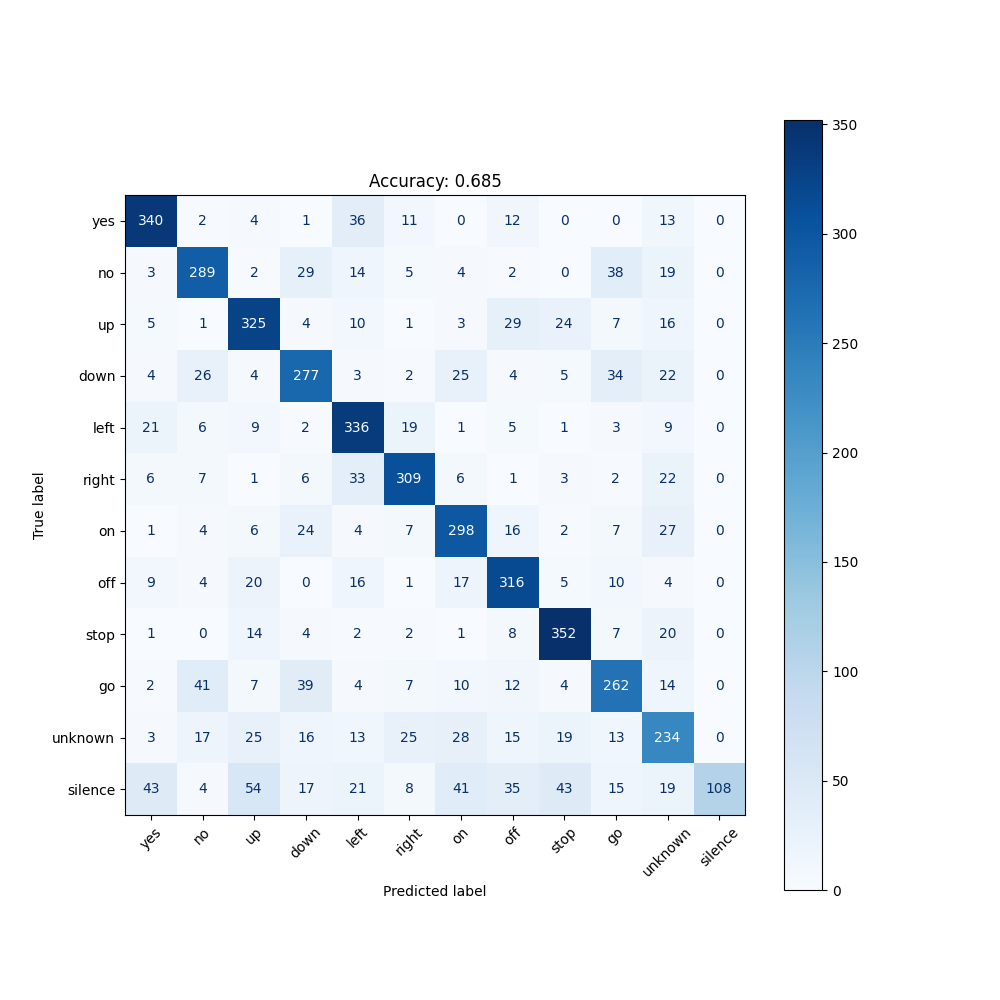 Accuracy: 0.685
yes 340 2 4 1 36 11 0 12 0 0 13 0
no 3 289 2 29 14 5 4 2 0 38 19 0
up 5 1 325 4 10 1 3 29 24 7 16 0
down 4 26 4 277 3 2 25 4 5 34 22 0
left 21 6 9 2 336 19 1 5 1 3 9 0
right 6 7 1 6 33 309 6 1 3 2 22 0
on 1 4 6 24 4 7 298 16 2 7 27 0
off 9 4 20 0 16 1 17 316 5 10 4 0
stop 1 0 14 4 2 2 1 8 352 7 20 0
go 2 41 7 39 4 7 10 12 4 262 14 0
unknown 3 17 25 16 13 25 28 15 19 13 234 0
silence 43 4 54 17 21 8 41 35 43 15 19 108
yes no up down left right on off stop go unknown silence
Predicted label
True label
350
300
250
200
150
100
50
0